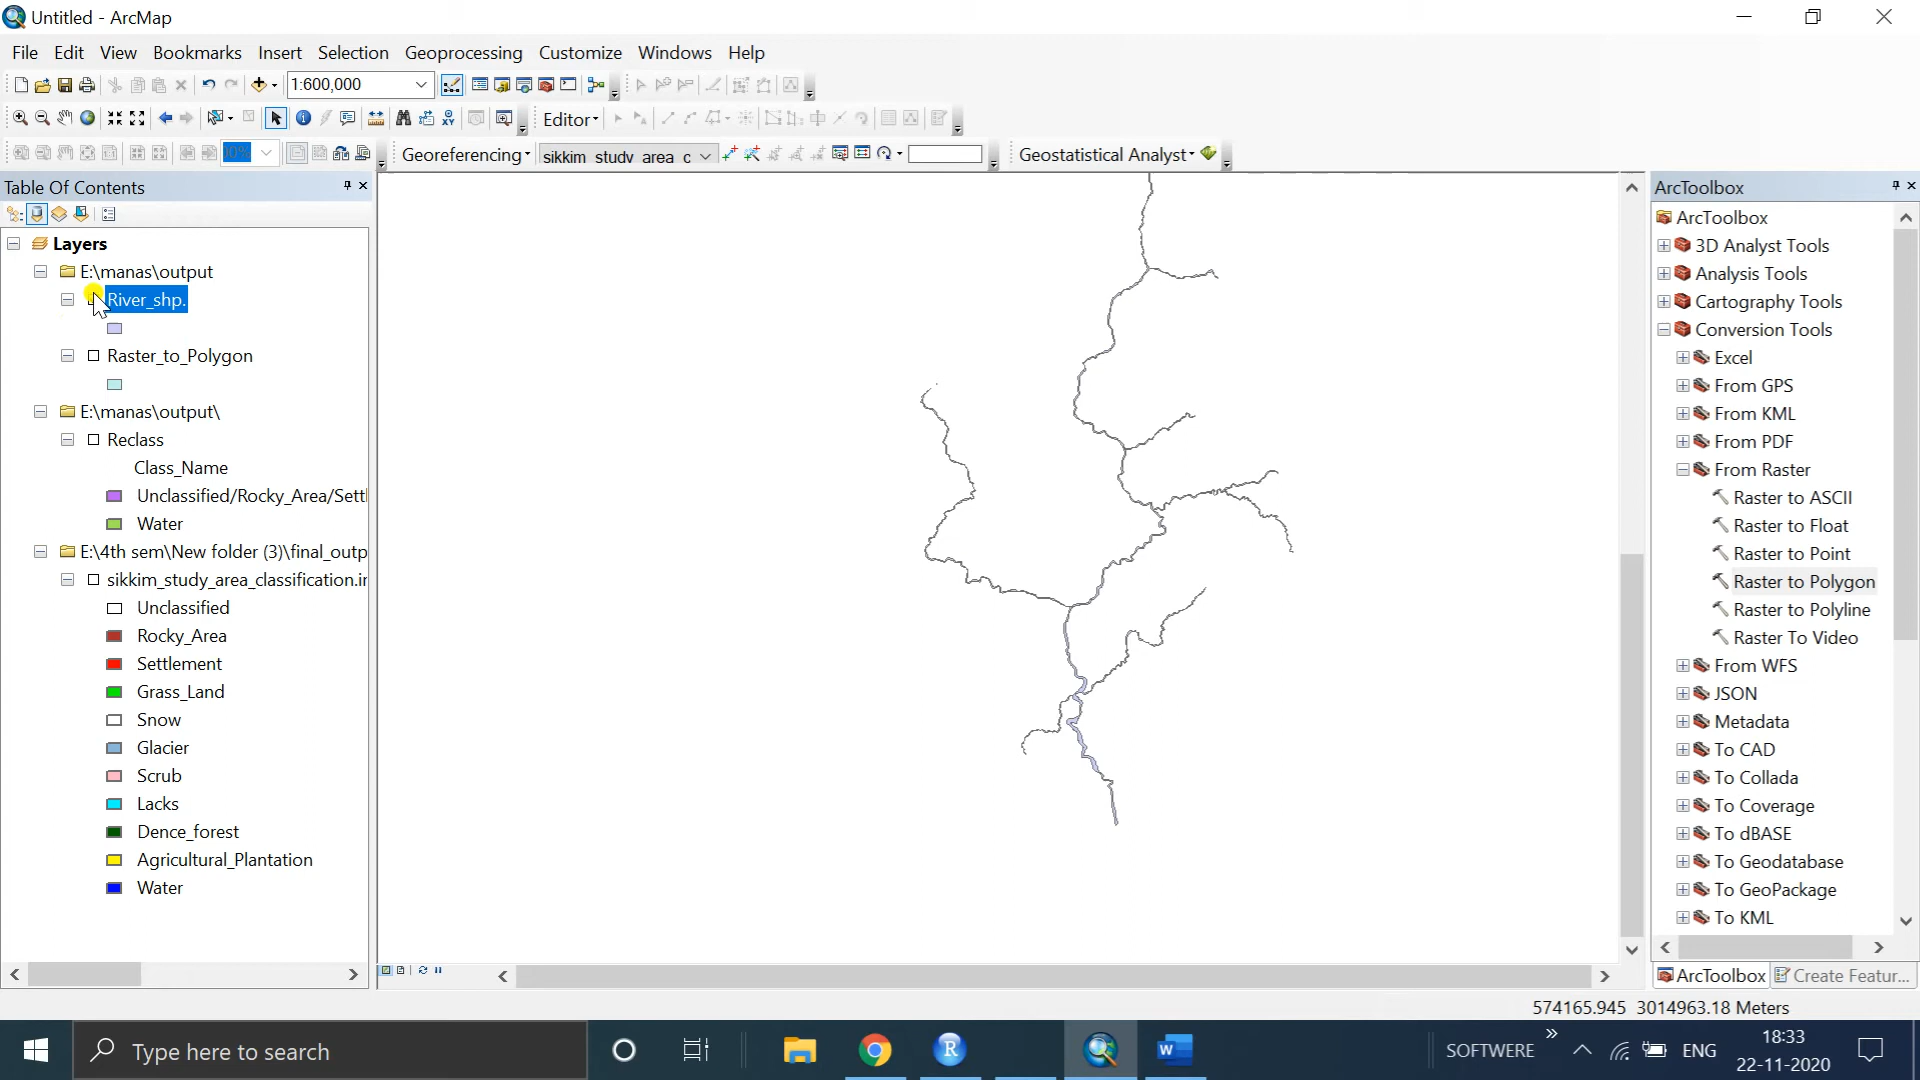 Untitled - ArcMap
File Edit View Bookmarks Insert Selection Geoprocessing Customize Windows Help
1:600,000
Editor
Georeferencing sikkim_study_area_c Geostatistical Analyst
Table Of Contents
Layers
E:\manas\output
River_shp.
Raster_to_Polygon
E:\manas\output\
Reclass
Class_Name
Unclassified/Rocky_Area/Settl
Water
E:\4th sem\New folder (3)\final_outp
sikkim_study_area_classification.ir
Unclassified
Rocky_Area
Settlement
Grass_Land
Snow
Glacier
Scrub
Lacks
Dence_forest
Agricultural_Plantation
Water
ArcToolbox
ArcToolbox
3D Analyst Tools
Analysis Tools
Cartography Tools
Conversion Tools
Excel
From GPS
From KML
From PDF
From Raster
Raster to ASCII
Raster to Float
Raster to Point
Raster to Polygon
Raster to Polyline
Raster To Video
From WFS
JSON
Metadata
To CAD
To Collada
To Coverage
To dBASE
To Geodatabase
To GeoPackage
To KML
ArcToolbox Create Featur...
574165.945 3014963.18 Meters
Type here to search
SOFTWERE
ENG
18:33
22-11-2020